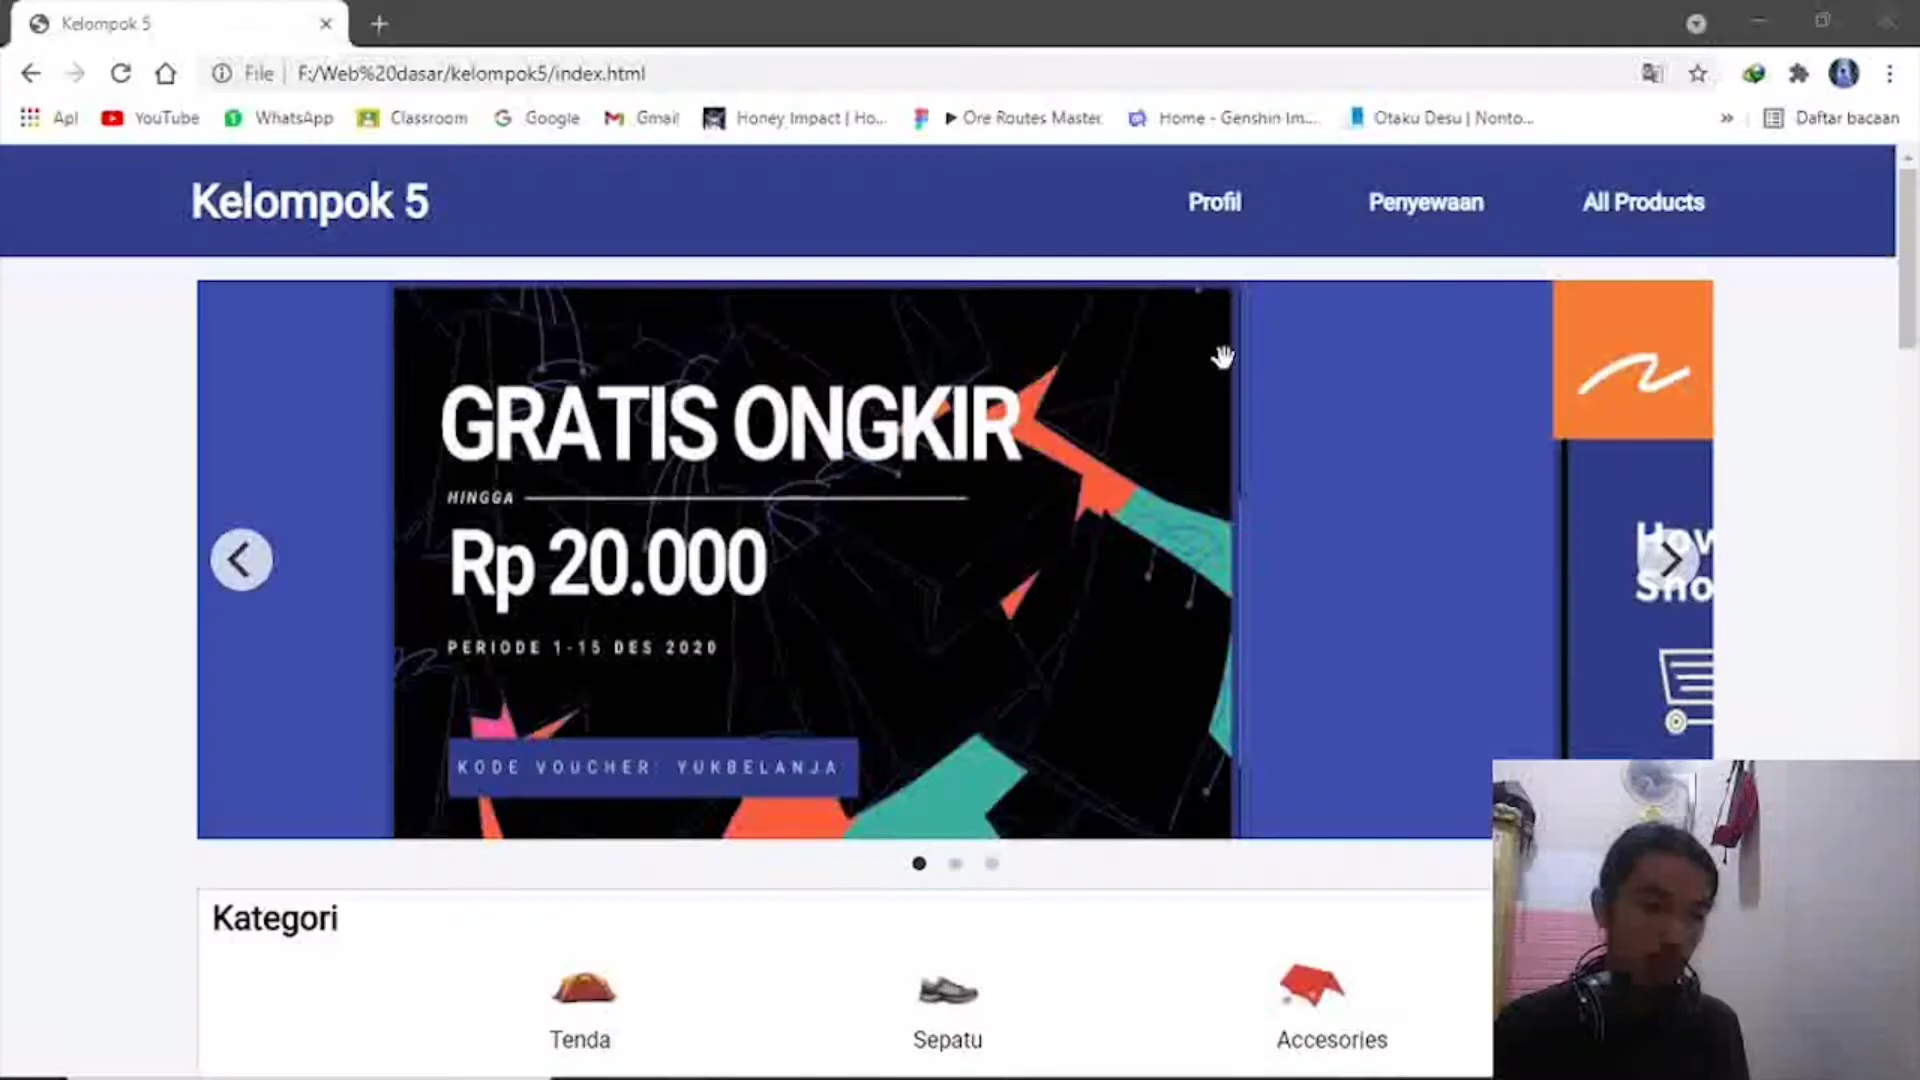 Kelompok 5
File F:/Web%20dasar/kelompok5/index.html
Apl YouTube WhatsApp Classroom Google Gmail Honey Impact | Ho... Ore Routes Master Home - Genshin Im... Otaku Desu | Nonto... » Daftar bacaan
Kelompok 5 Profil Penyewaan All Products
GRATIS ONGKIR
HINGGA
Rp 20.000
PERIODE 1-15 DES 2020
KODE VOUCHER: YUKBELANJA
How
Sho
Kategori
Tenda Sepatu Accesories